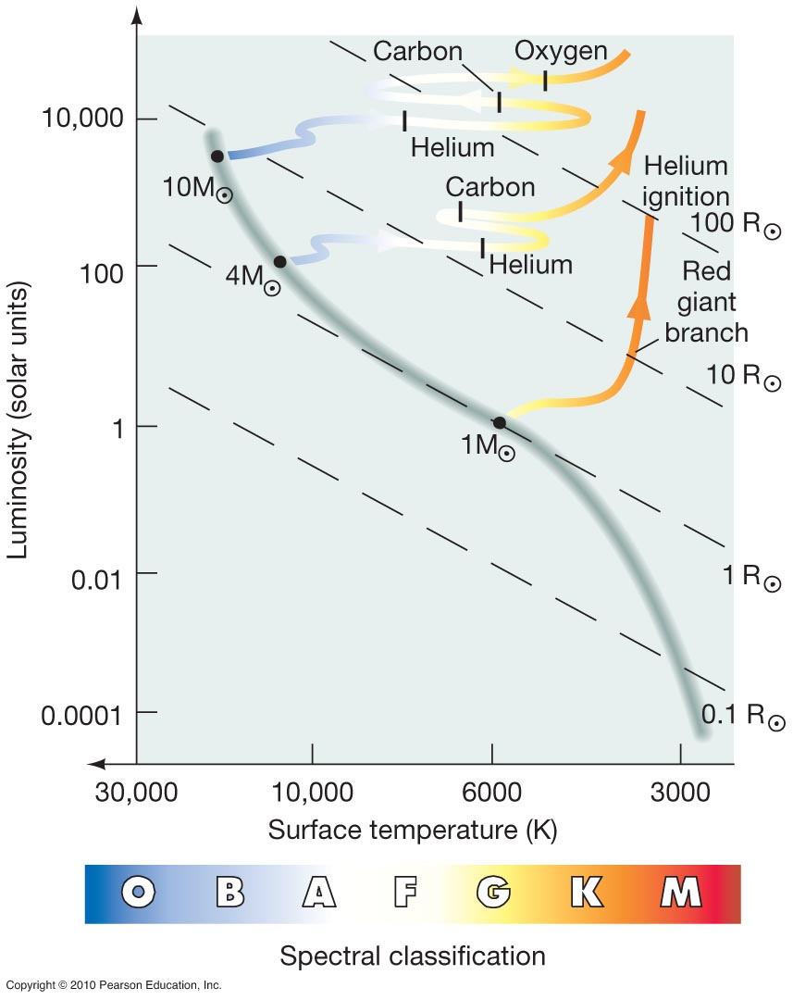 Carbon
Oxygen
10,000
Helium
10M⊙
Carbon
Helium
ignition
100 R⊙
100
4M⊙
Helium
Red
giant
branch
10 R⊙
Luminosity (solar units)
1
1M⊙
0.01
1 R⊙
0.0001
0.1 R⊙
30,000
10,000
6000
3000
Surface temperature (K)
O B A F G K M
Spectral classification
Copyright © 2010 Pearson Education, Inc.